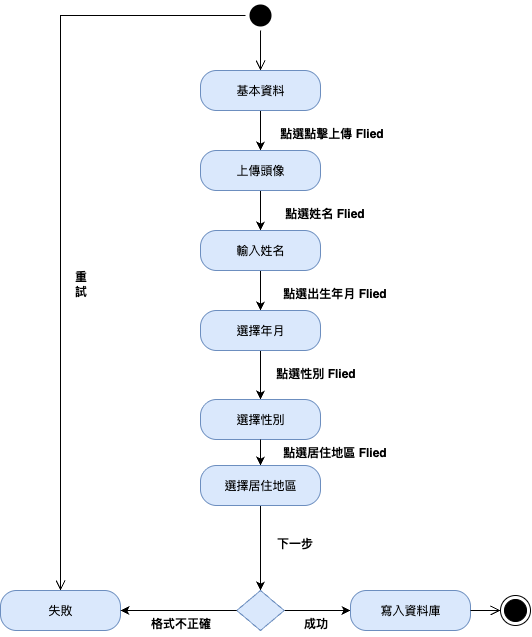 基本資料
點選點擊上傳 Flied
上傳頭像
點選姓名 Flied
輸入姓名
重
試
點選出生年月 Flied
選擇年月
點選性別 Flied
選擇性別
點選居住地區 Flied
選擇居住地區
下一步
失敗
格式不正確
成功
寫入資料庫